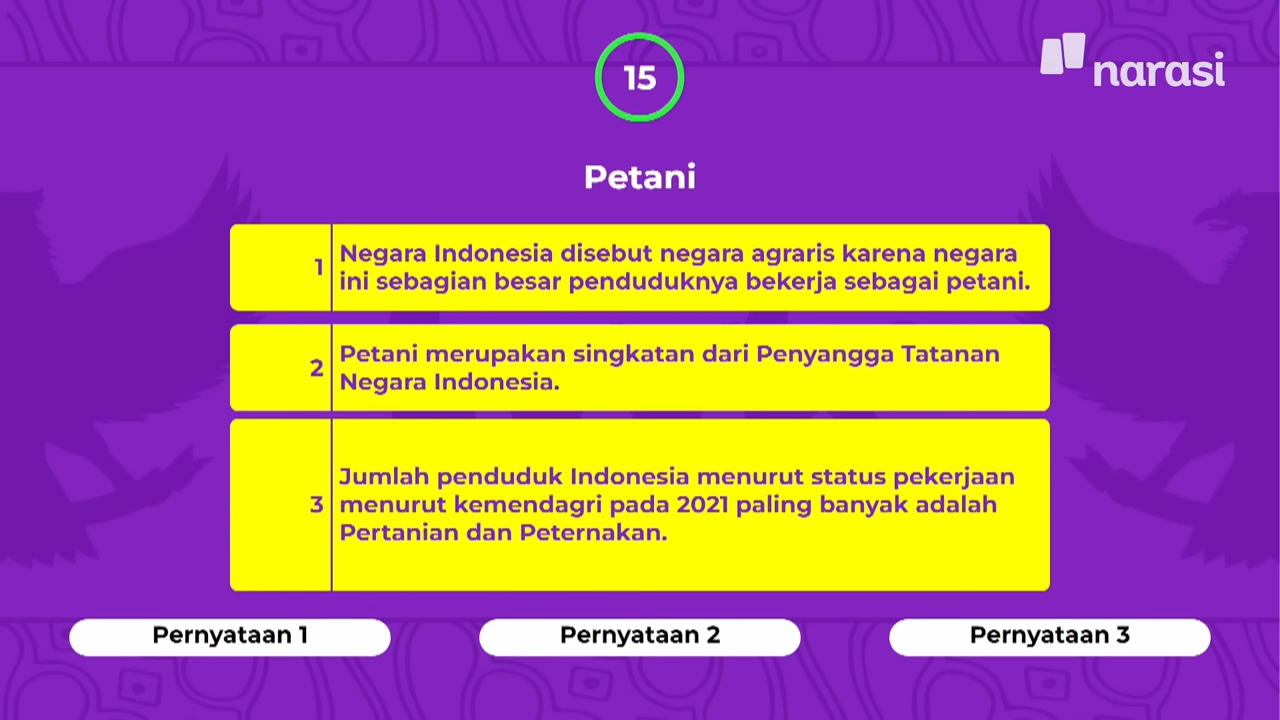 15
narasi
Petani
1
Negara Indonesia disebut negara agraris karena negara
ini sebagian besar penduduknya bekerja sebagai petani.
2
Petani merupakan singkatan dari Penyangga Tatanan
Negara Indonesia.
3
Jumlah penduduk Indonesia menurut status pekerjaan
menurut kemendagri pada 2021 paling banyak adalah
Pertanian dan Peternakan.
Pernyataan 1
Pernyataan 2
Pernyataan 3